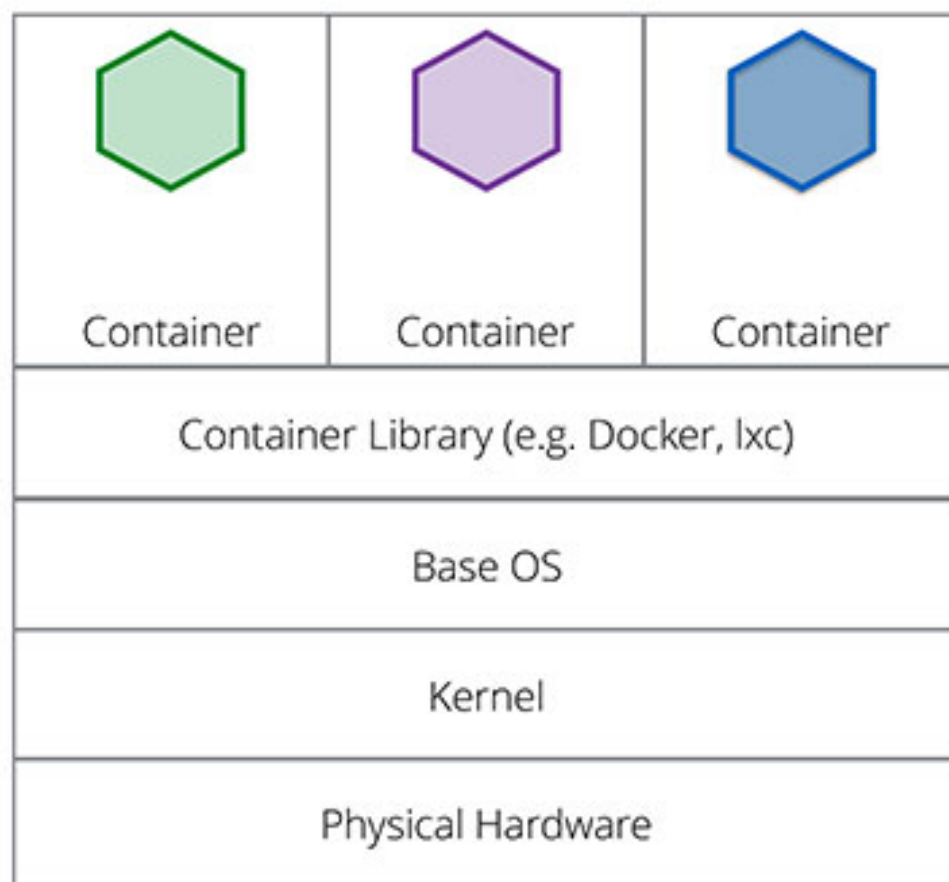 Container Container Container
Container Library (e.g. Docker, lxc)
Base OS
Kernel
Physical Hardware